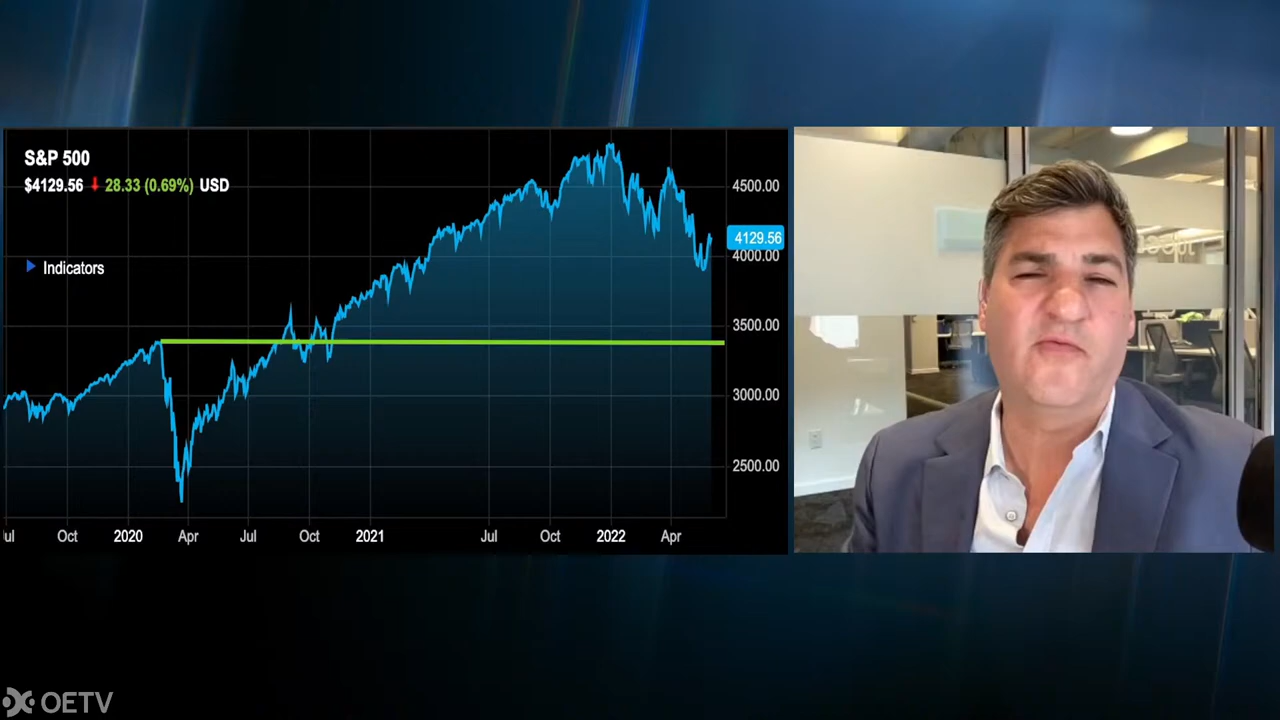 S&P 500
$4129.56 28.33 (0.69%) USD
Indicators
4500.00
4129.56
4000.00
3500.00
3000.00
2500.00
ul Oct 2020 Apr Jul Oct 2021 Jul Oct 2022 Apr
OETV